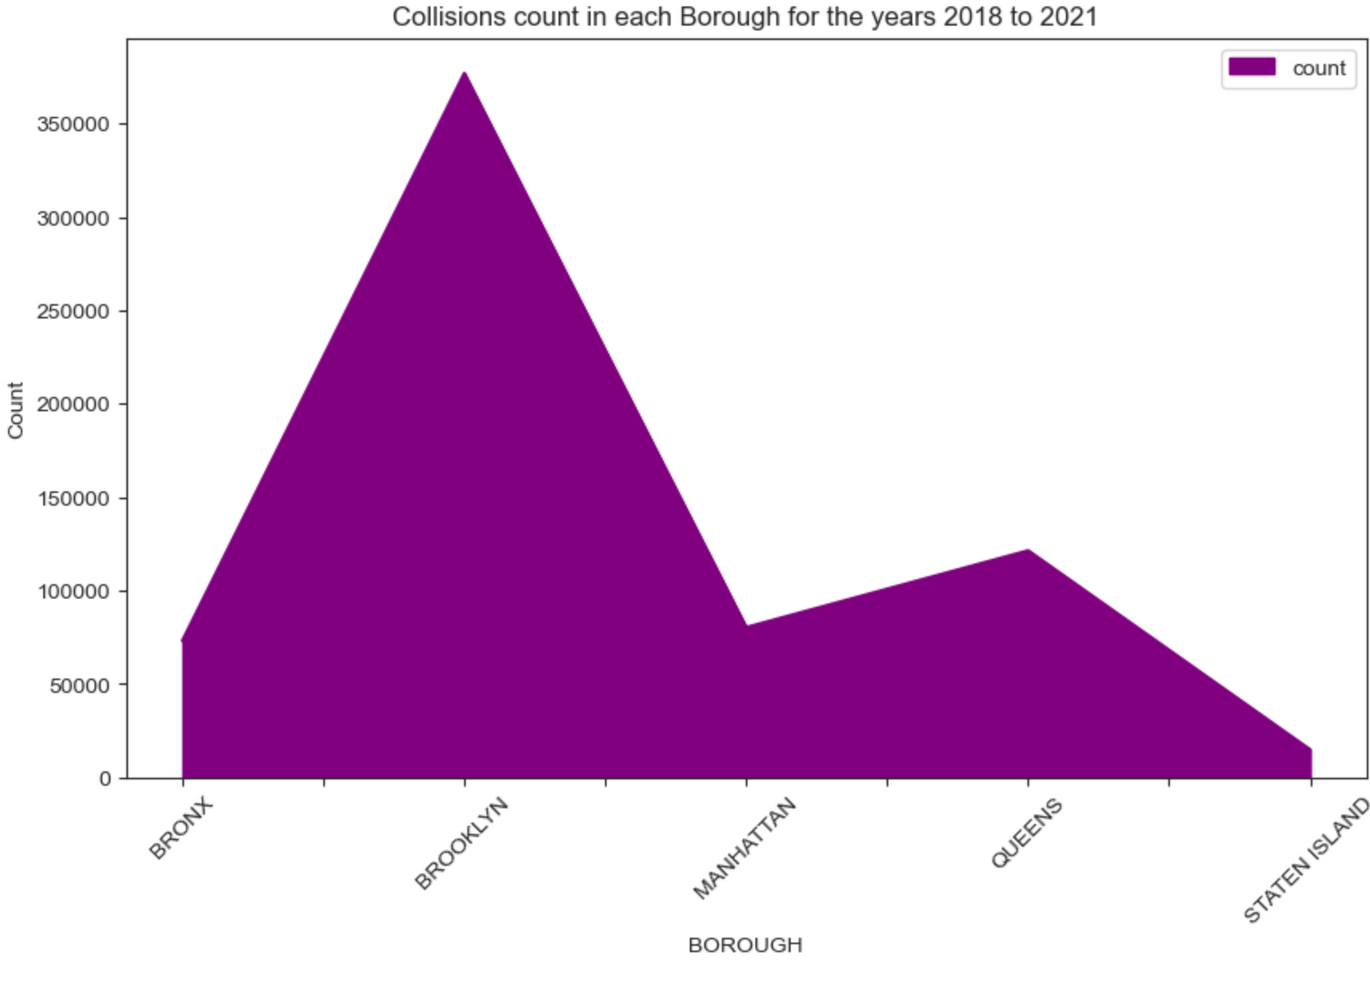 Collisions count in each Borough for the years 2018 to 2021
count
350000
300000
250000
200000
150000
100000
50000
0
Count
BRONX
BROOKLYN
MANHATTAN
QUEENS
STATEN ISLAND
BOROUGH